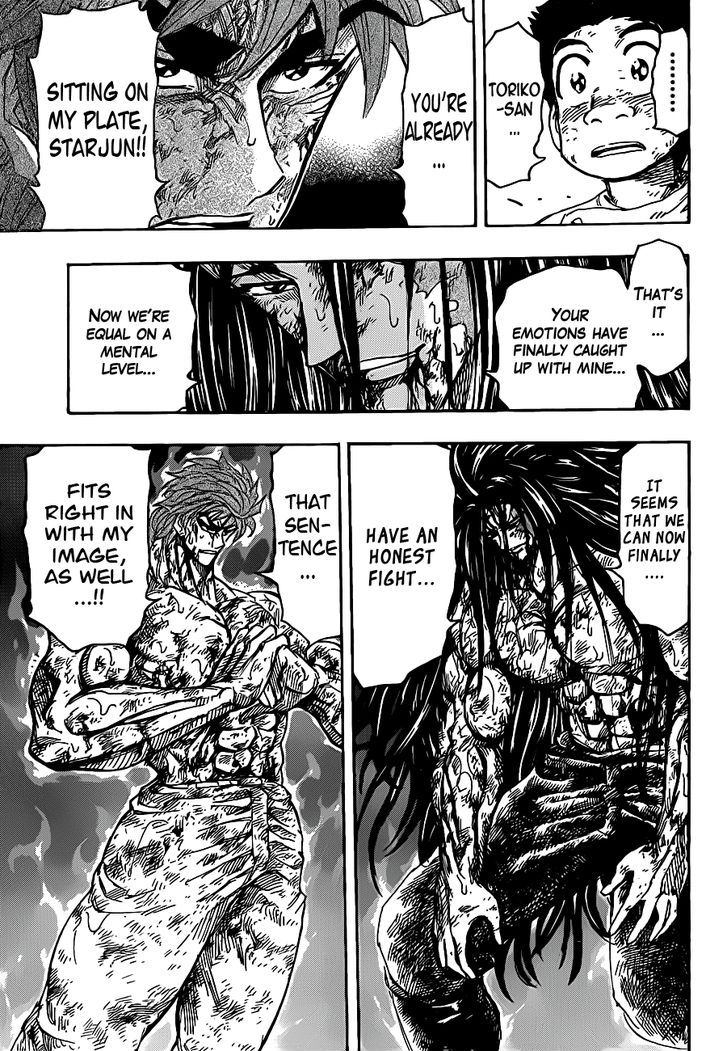 .........
TORIKO
-SAN
...
YOU'RE
ALREADY
...
SITTING ON
MY PLATE,
STARJUN!!
THAT'S
IT
...
YOUR
EMOTIONS HAVE
FINALLY CAUGHT
UP WITH MINE...
NOW WE'RE
EQUAL ON A
MENTAL
LEVEL...
IT
SEEMS
THAT WE
CAN NOW
FINALLY
....
HAVE AN
HONEST
FIGHT...
THAT
SEN-
TENCE
...
FITS
RIGHT IN
WITH MY
IMAGE,
AS WELL
...!!